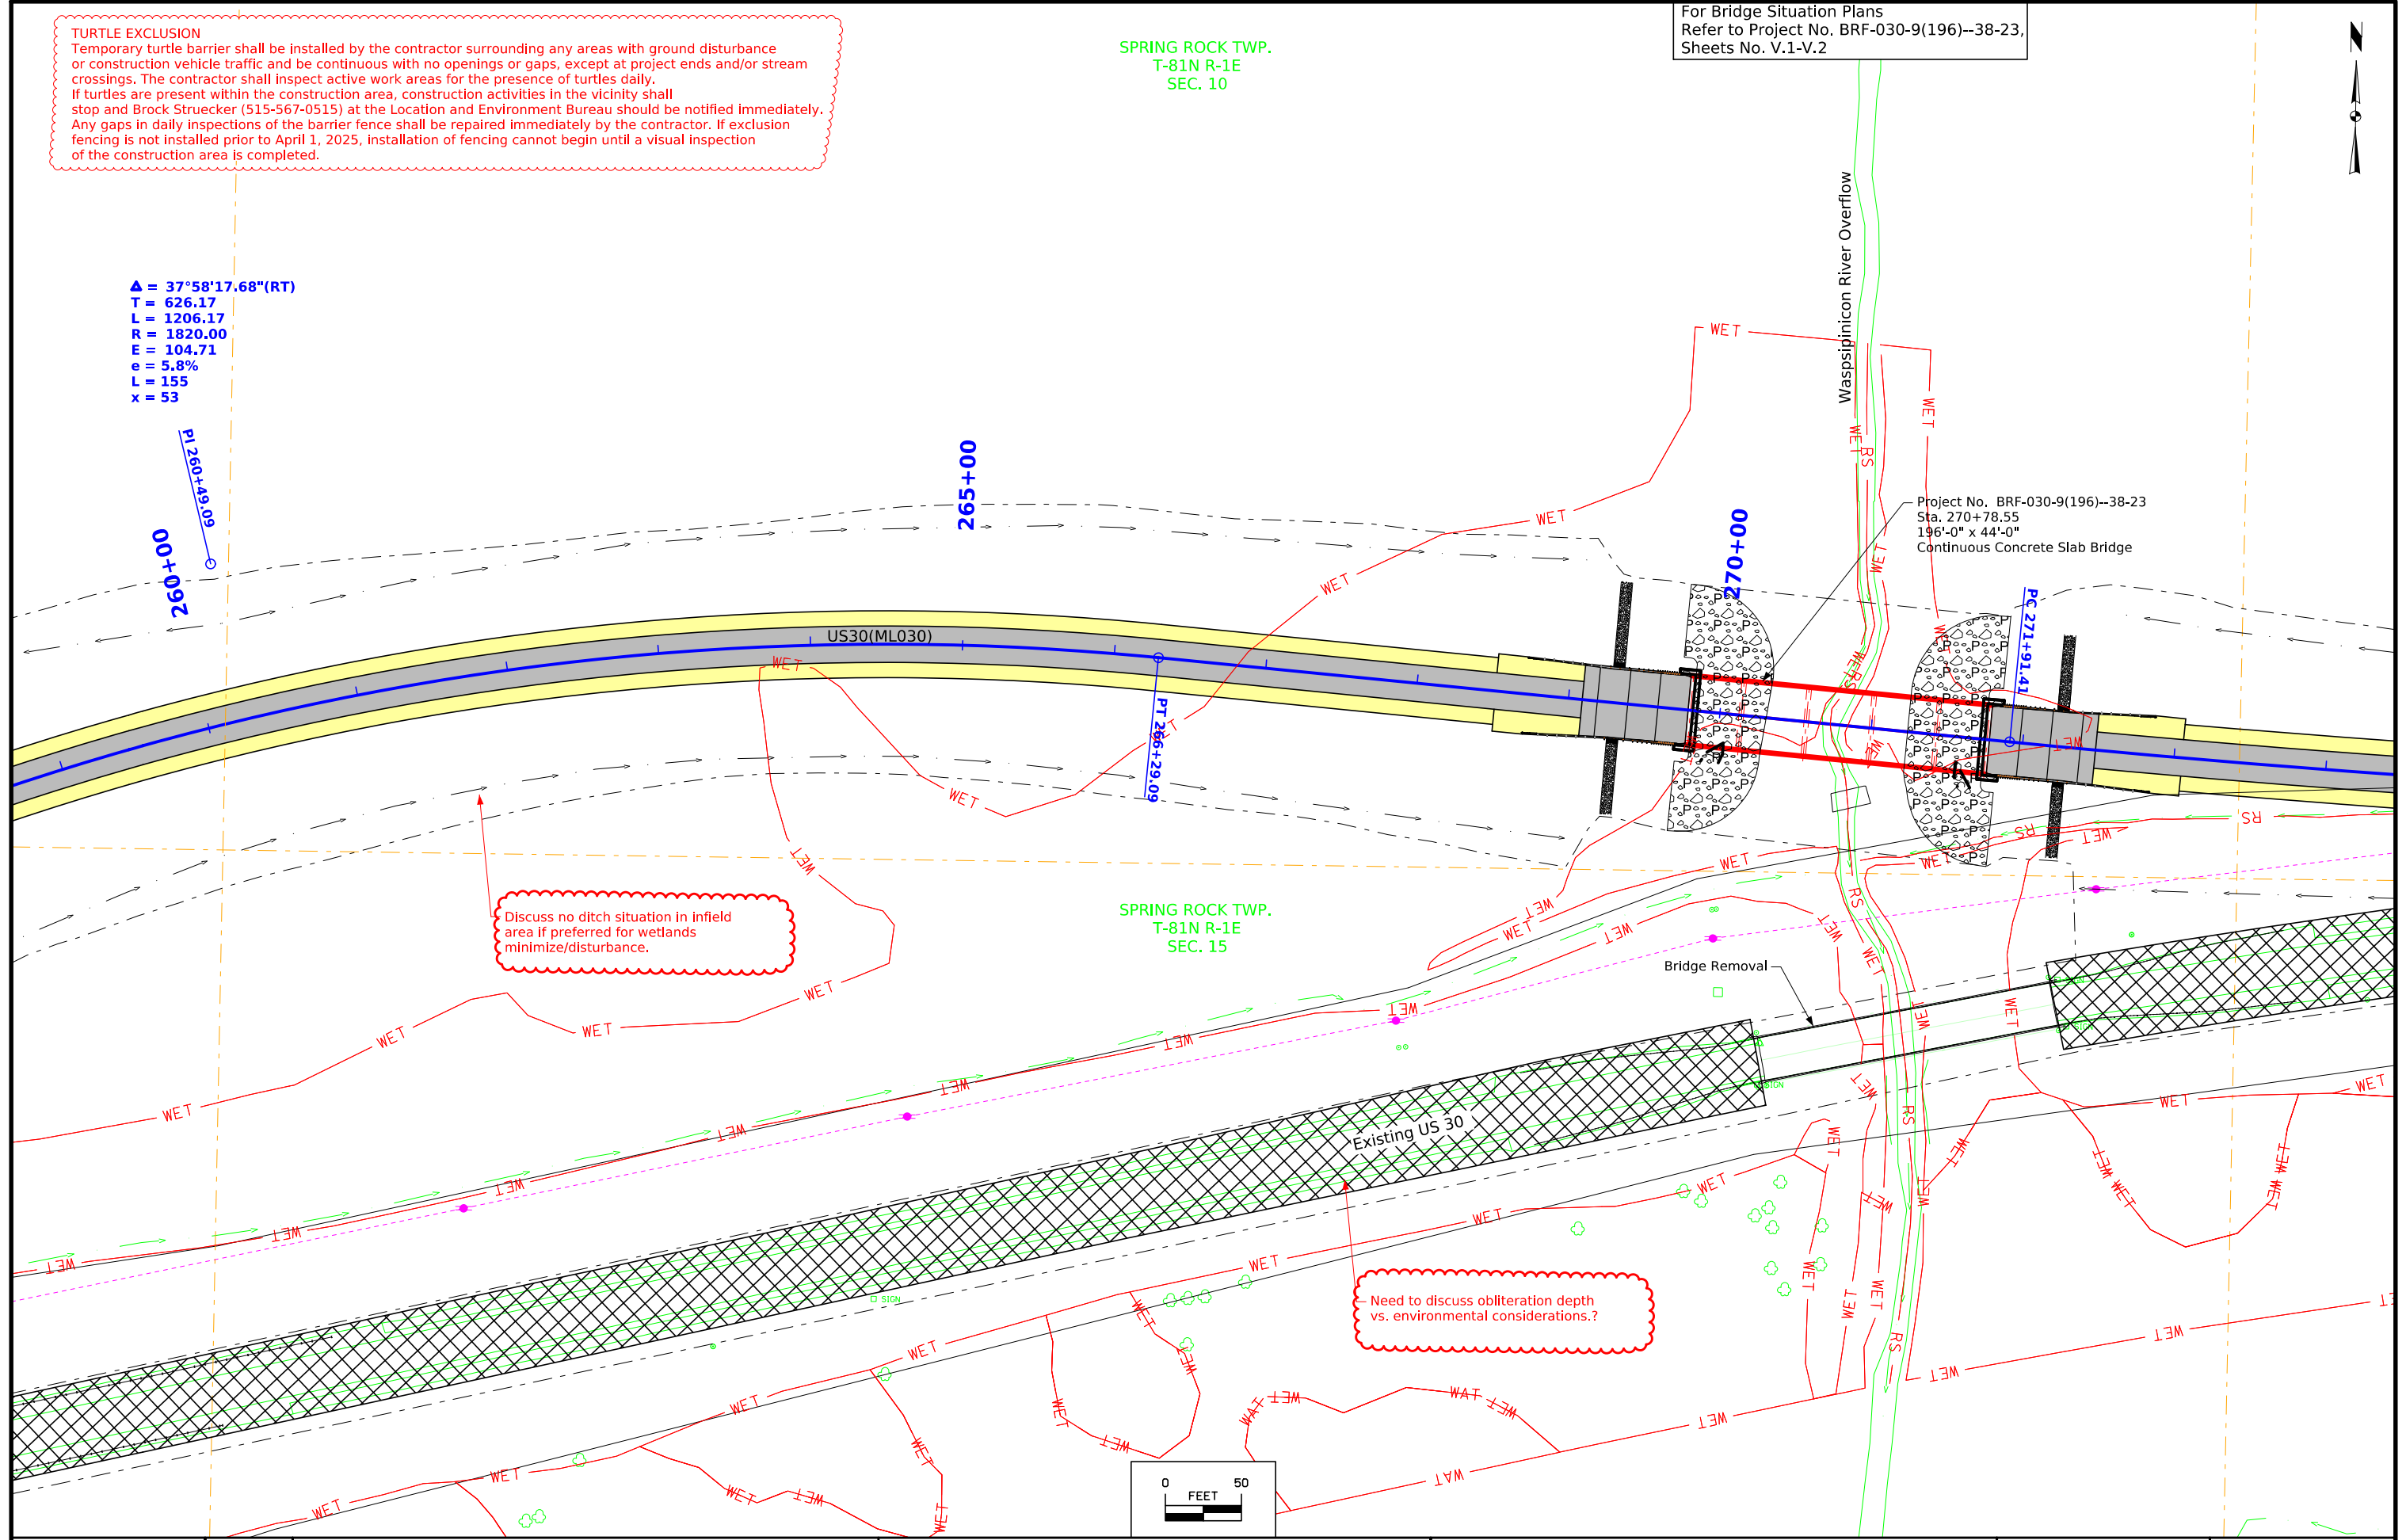 TURTLE EXCLUSION
Temporary turtle barrier shall be installed by the contractor surrounding any areas with ground disturbance
or construction vehicle traffic and be continuous with no openings or gaps, except at project ends and/or stream
crossings. The contractor shall inspect active work areas for the presence of turtles daily.
If turtles are present within the construction area, construction activities in the vicinity shall
stop and Brock Struecker (515-567-0515) at the Location and Environment Bureau should be notified immediately.
Any gaps in daily inspections of the barrier fence shall be repaired immediately by the contractor. If exclusion
fencing is not installed prior to April 1, 2025, installation of fencing cannot begin until a visual inspection
of the construction area is completed.
SPRING ROCK TWP.
T-81N R-1E
SEC. 10
For Bridge Situation Plans
Refer to Project No. BRF-030-9(196)--38-23,
Sheets No. V.1-V.2
N
Waspsipinicon River Overflow
Δ = 37°58'17.68"(RT)
T = 626.17
L = 1206.17
R = 1820.00
E = 104.71
e = 5.8%
L = 155
x = 53
PI 260+49.09
260+00
265+00
270+00
Project No. BRF-030-9(196)--38-23
Sta. 270+78.55
196'-0" x 44'-0"
Continuous Concrete Slab Bridge
US30(ML030)
PT 266+29.09
PC 271+91.41
Discuss no ditch situation in infield
area if preferred for wetlands
minimize/disturbance.
SPRING ROCK TWP.
T-81N R-1E
SEC. 15
Bridge Removal
Existing US 30
Need to discuss obliteration depth
vs. environmental considerations.?
WET
RS
WAT
SIGN
0 50
FEET